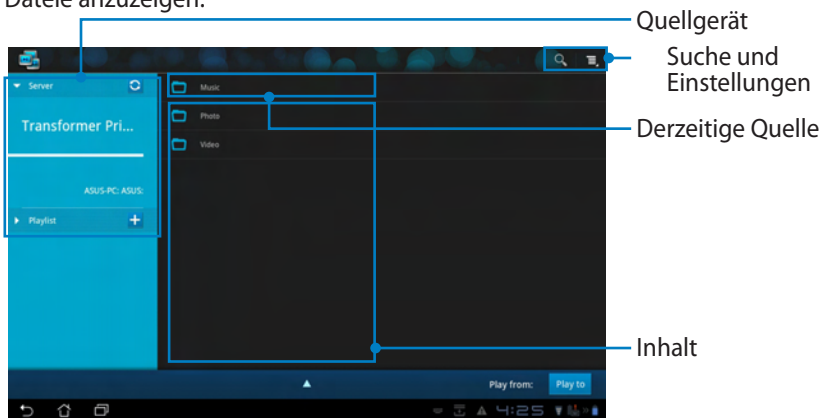 Dateie anzuzeigen.
Quellgerät
Suche und
Einstellungen
Server
Music
Derzeitige Quelle
Photo
Transformer Pri...
Video
ASUS-PC: ASUS:
Playlist
Inhalt
Play from: Play to
4:25